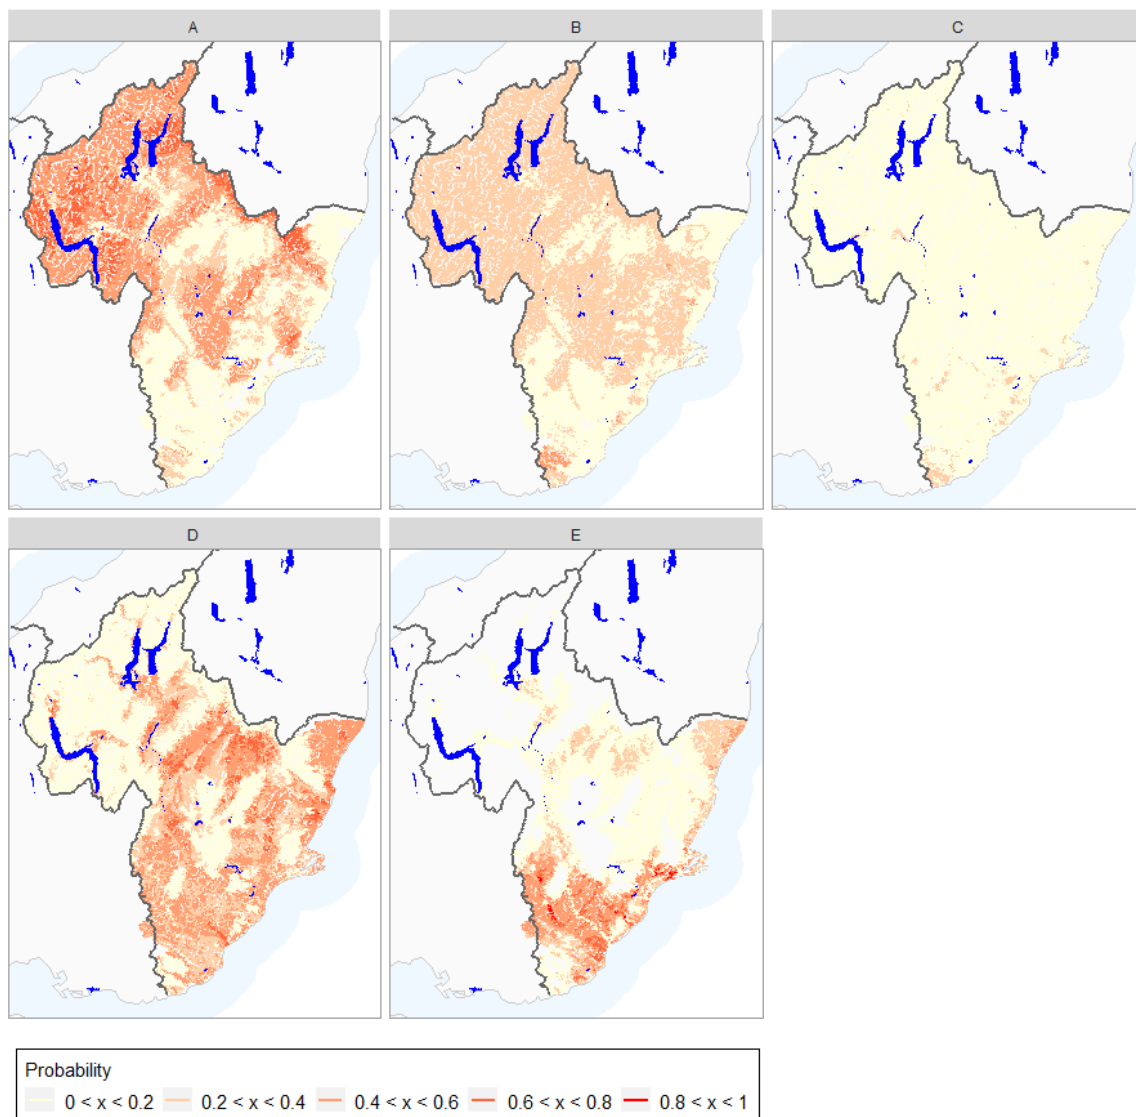 A
B
C
D
E
Probability
0 < x < 0.2
0.2 < x < 0.4
0.4 < x < 0.6
0.6 < x < 0.8
0.8 < x < 1